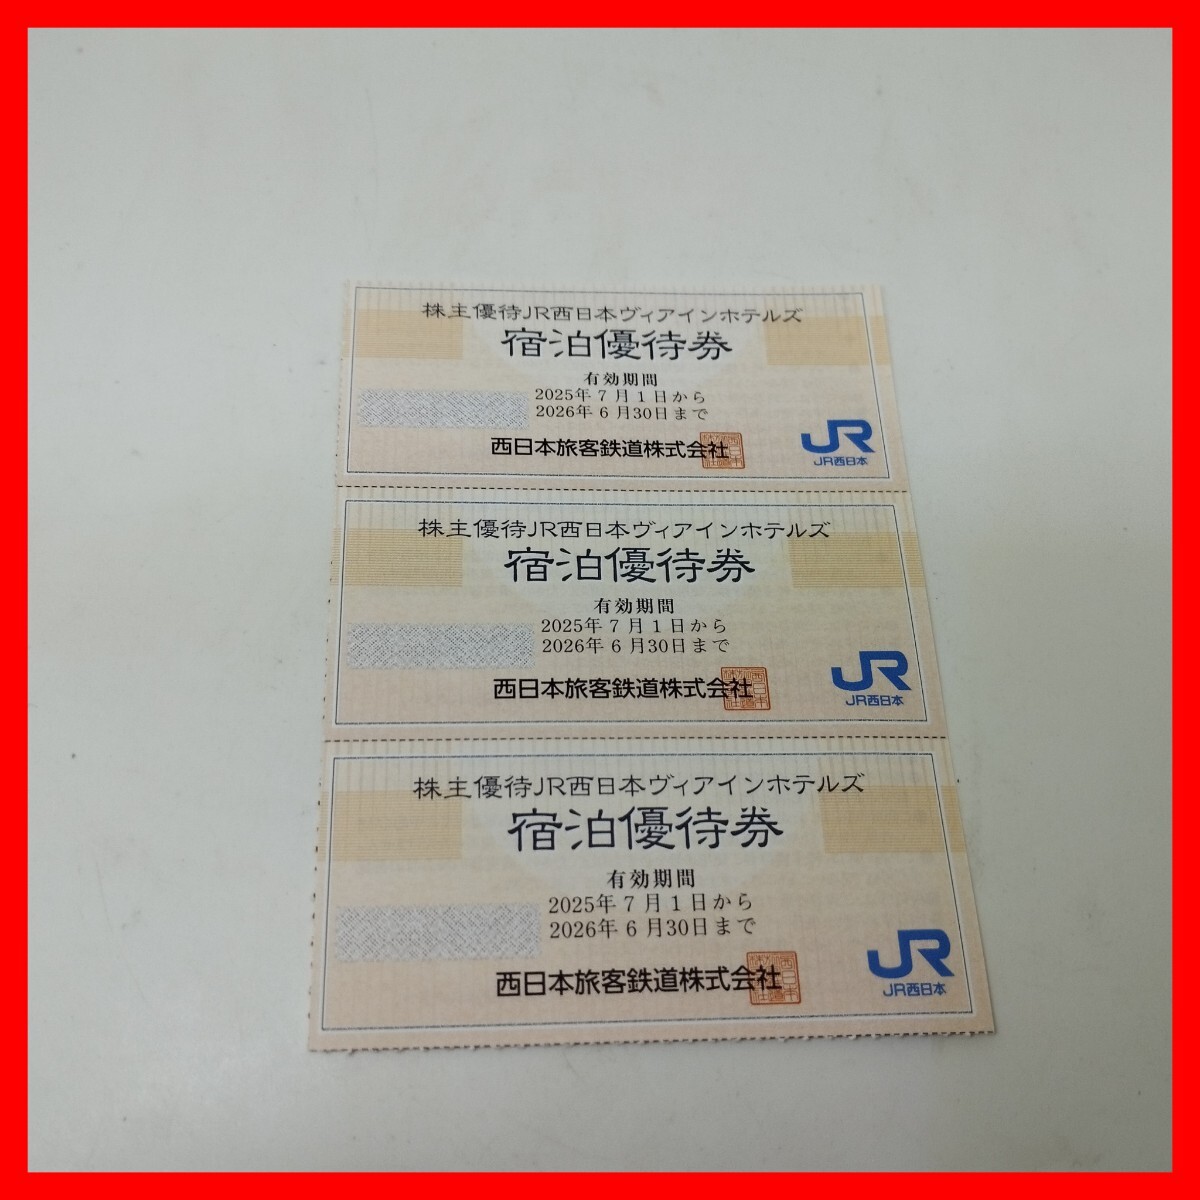 株主優待JR西日本ヴィアインホテルズ
宿泊優待券
有効期間
2025年7月1日から
2026年6月30日まで
西日本旅客鉄道株式会社
JR
JR西日本
株主優待JR西日本ヴィアインホテルズ
宿泊優待券
有効期間
2025年7月1日から
2026年6月30日まで
西日本旅客鉄道株式会社
JR
JR西日本
株主優待JR西日本ヴィアインホテルズ
宿泊優待券
有効期間
2025年7月1日から
2026年6月30日まで
西日本旅客鉄道株式会社
JR
JR西日本